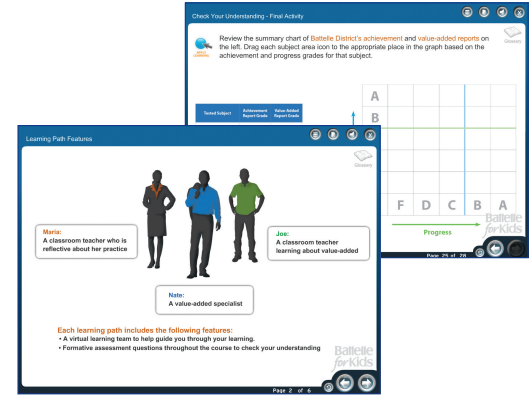 Check Your Understanding - Final Activity
Review the summary chart of Battelle District's achievement and value-added reports on
the left. Drag each subject area icon to the appropriate place in the graph based on the
achievement and progress grades for that subject.
Glossary
Tested Subject
Achievement
Report Grade
Value-Added
Report Grade
A
B
F D C B A
Progress
Battelle
for Kids
Page 25 of 28
Learning Path Features
Glossary
Maria:
A classroom teacher who is
reflective about her practice
Joe:
A classroom teacher
learning about value-added
Nate:
A value-added specialist
Each learning path includes the following features:
• A virtual learning team to help guide you through your learning.
• Formative assessment questions throughout the course to check your understanding
Battelle
for Kids
Page 2 of 6